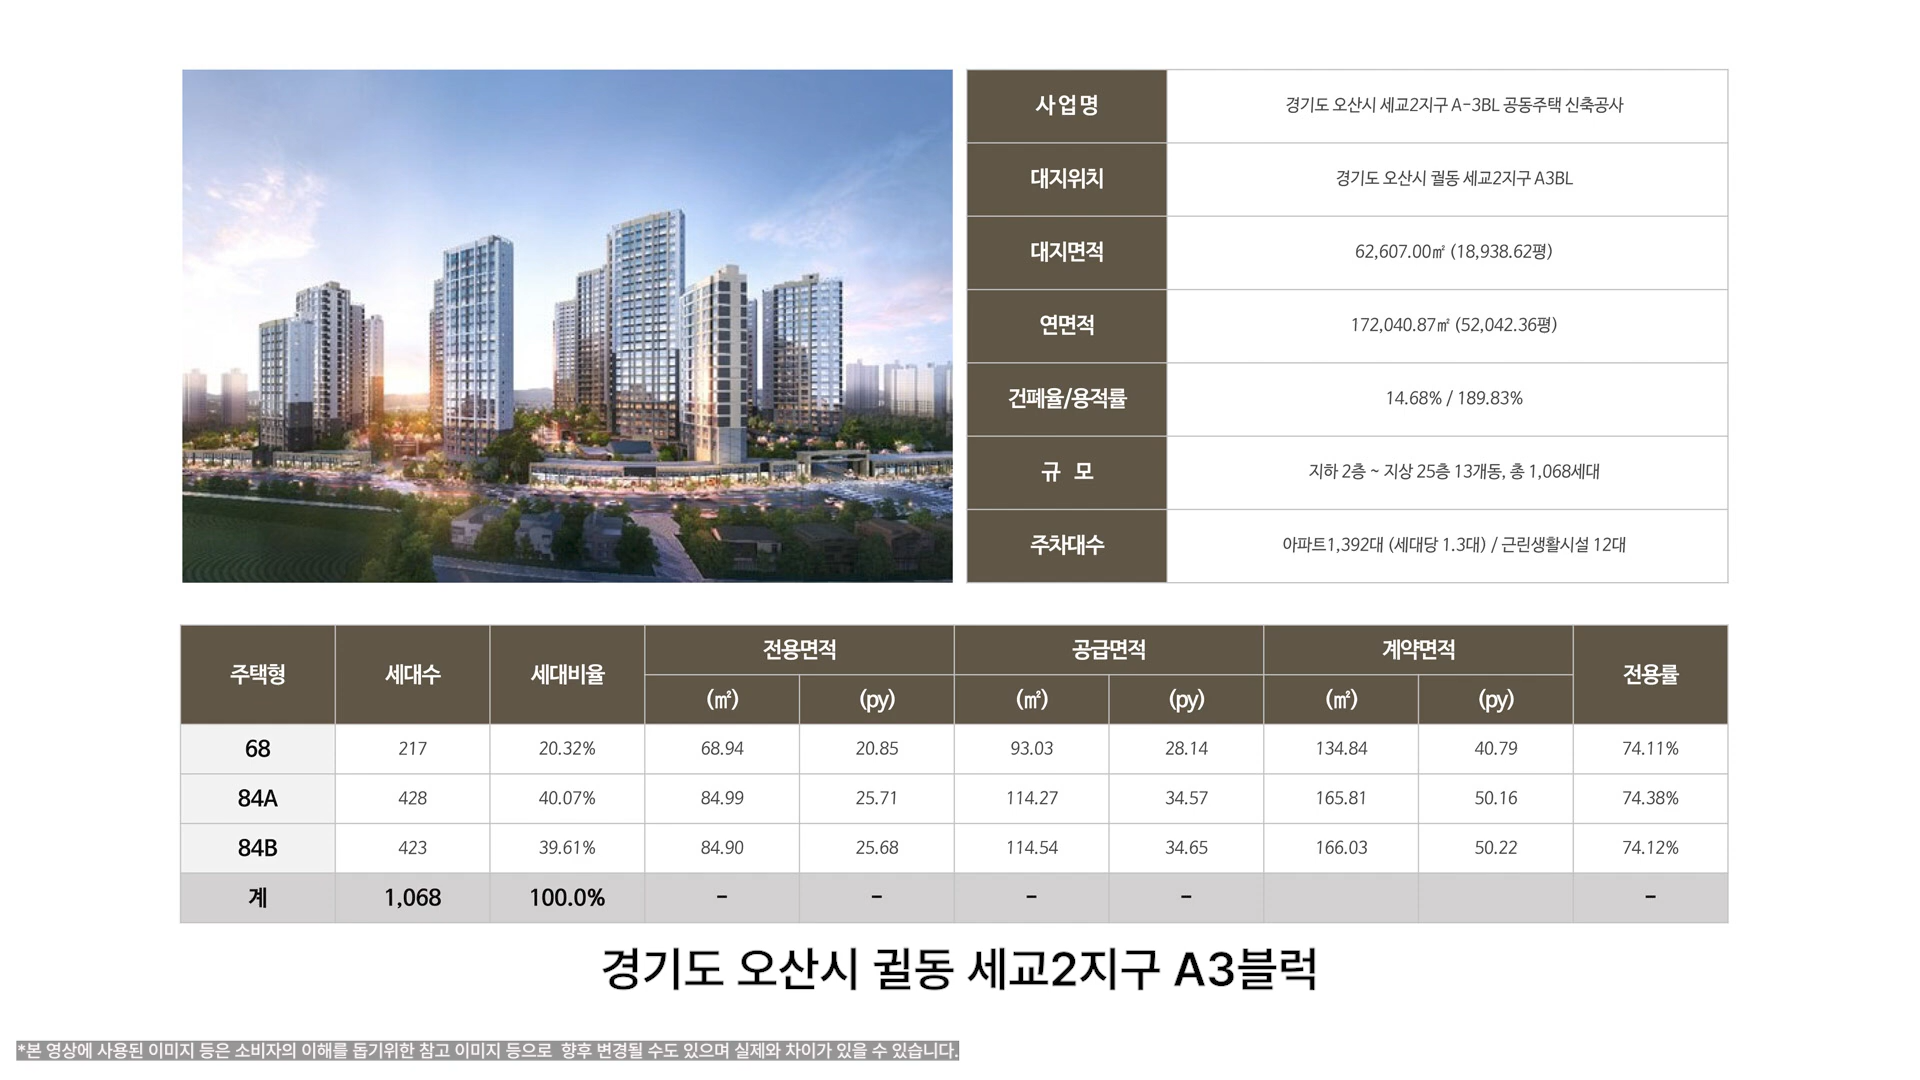 사업명 경기도 오산시 세교2지구 A-3BL 공동주택 신축공사
대지위치 경기도 오산시 궐동 세교2지구 A3BL
대지면적 62,607.00㎡ (18,938.62평)
연면적 172,040.87㎡ (52,042.36평)
건폐율/용적률 14.68% / 189.83%
규 모 지하 2층 ~ 지상 25층 13개동, 총 1,068세대
주차대수 아파트1,392대 (세대당 1.3대) / 근린생활시설 12대
주택형 세대수 세대비율 전용면적 공급면적 계약면적 전용률
(㎡) (py) (㎡) (py) (㎡) (py)
68 217 20.32% 68.94 20.85 93.03 28.14 134.84 40.79 74.11%
84A 428 40.07% 84.99 25.71 114.27 34.57 165.81 50.16 74.38%
84B 423 39.61% 84.90 25.68 114.54 34.65 166.03 50.22 74.12%
계 1,068 100.0% - - - - -
경기도 오산시 궐동 세교2지구 A3블럭
*본 영상에 사용된 이미지 등은 소비자의 이해를 돕기위한 참고 이미지 등으로 향후 변경될 수도 있으며 실제와 차이가 있을 수 있습니다.